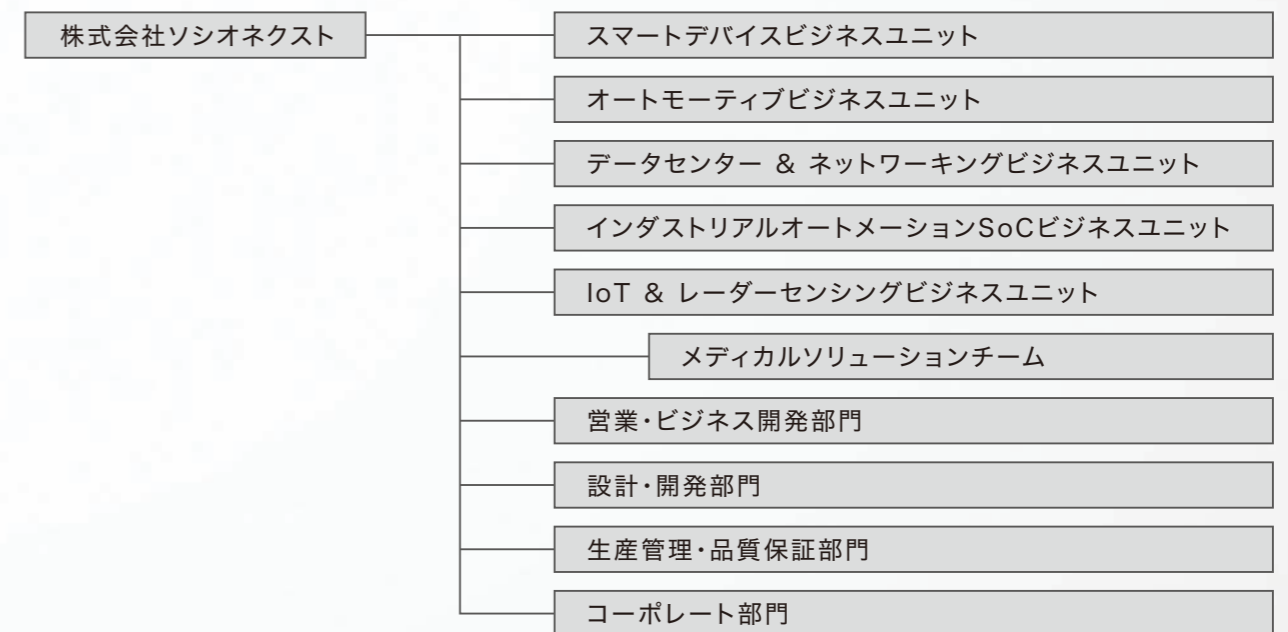 株式会社ソシオネクスト
スマートデバイスビジネスユニット
オートモーティブビジネスユニット
データセンター & ネットワーキングビジネスユニット
インダストリアルオートメーションSoCビジネスユニット
IoT & レーダーセンシングビジネスユニット
メディカルソリューションチーム
営業・ビジネス開発部門
設計・開発部門
生産管理・品質保証部門
コーポレート部門